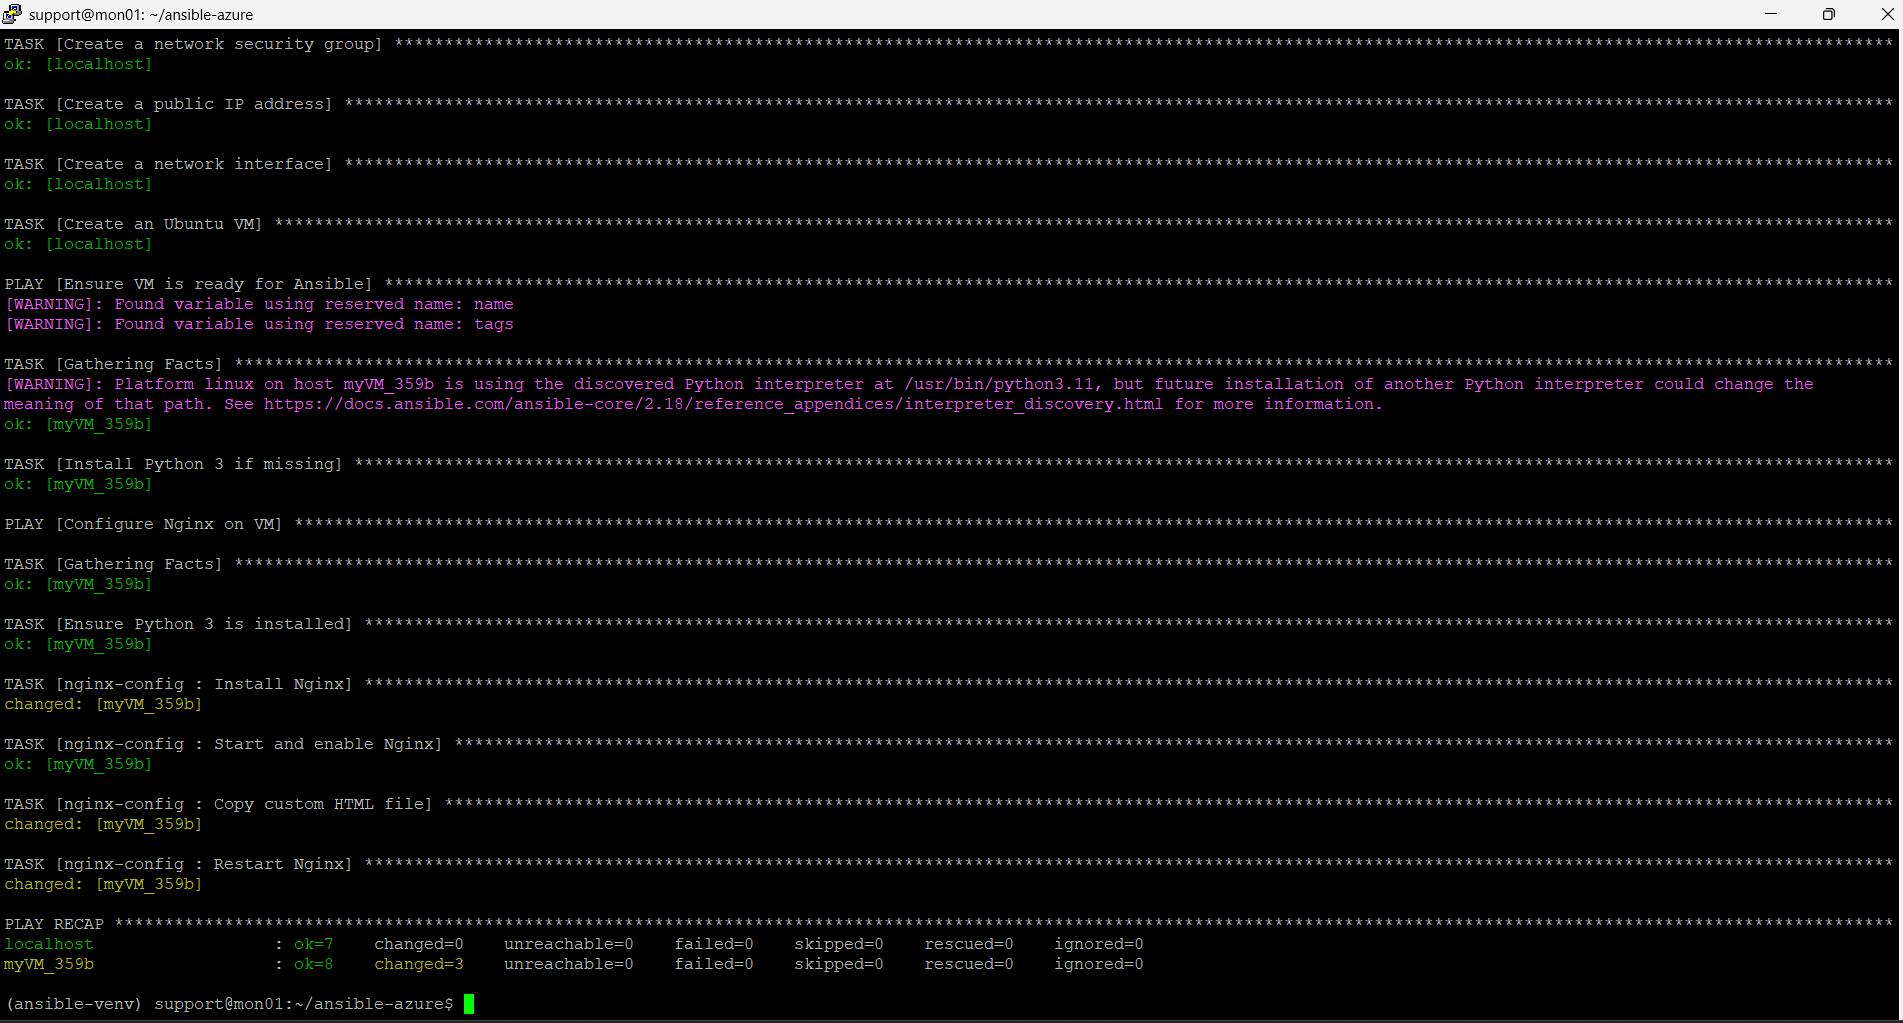 support@mon01: ~/ansible-azure
TASK [Create a network security group] ******************************************************************************************************************************************************
ok: [localhost]
TASK [Create a public IP address] ***********************************************************************************************************************************************************
ok: [localhost]
TASK [Create a network interface] ***********************************************************************************************************************************************************
ok: [localhost]
TASK [Create an Ubuntu VM] ******************************************************************************************************************************************************************
ok: [localhost]
PLAY [Ensure VM is ready for Ansible] *******************************************************************************************************************************************************
[WARNING]: Found variable using reserved name: name
[WARNING]: Found variable using reserved name: tags
TASK [Gathering Facts] **********************************************************************************************************************************************************************
[WARNING]: Platform linux on host myVM_359b is using the discovered Python interpreter at /usr/bin/python3.11, but future installation of another Python interpreter could change the
meaning of that path. See https://docs.ansible.com/ansible-core/2.18/reference_appendices/interpreter_discovery.html for more information.
ok: [myVM_359b]
TASK [Install Python 3 if missing] **********************************************************************************************************************************************************
ok: [myVM_359b]
PLAY [Configure Nginx on VM] ****************************************************************************************************************************************************************
TASK [Gathering Facts] **********************************************************************************************************************************************************************
ok: [myVM_359b]
TASK [Ensure Python 3 is installed] *********************************************************************************************************************************************************
ok: [myVM_359b]
TASK [nginx-config : Install Nginx] *********************************************************************************************************************************************************
changed: [myVM_359b]
TASK [nginx-config : Start and enable Nginx] ************************************************************************************************************************************************
ok: [myVM_359b]
TASK [nginx-config : Copy custom HTML file] *************************************************************************************************************************************************
changed: [myVM_359b]
TASK [nginx-config : Restart Nginx] *********************************************************************************************************************************************************
changed: [myVM_359b]
PLAY RECAP **********************************************************************************************************************************************************************************
localhost : ok=7 changed=0 unreachable=0 failed=0 skipped=0 rescued=0 ignored=0
myVM_359b : ok=8 changed=3 unreachable=0 failed=0 skipped=0 rescued=0 ignored=0
(ansible-venv) support@mon01:~/ansible-azure$